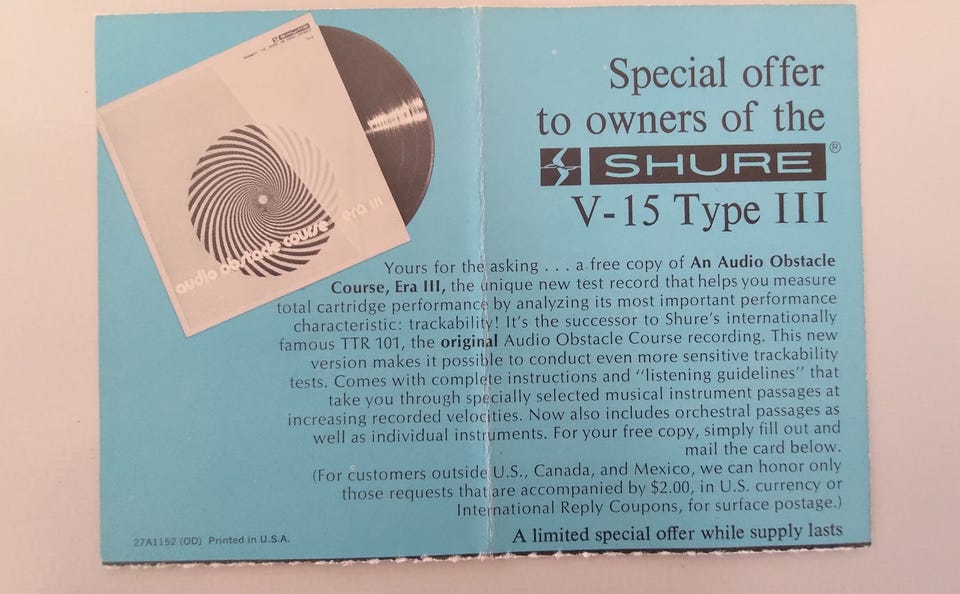 SHURE
audio obstacle course era III
Special offer
to owners of the
SHURE®
V-15 Type III
Yours for the asking . . . a free copy of An Audio Obstacle
Course, Era III, the unique new test record that helps you measure
total cartridge performance by analyzing its most important performance
characteristic: trackability! It's the successor to Shure's internationally
famous TTR 101, the original Audio Obstacle Course recording. This new
version makes it possible to conduct even more sensitive trackability
tests. Comes with complete instructions and "listening guidelines" that
take you through specially selected musical instrument passages at
increasing recorded velocities. Now also includes orchestral passages as
well as individual instruments. For your free copy, simply fill out and
mail the card below.
(For customers outside U.S., Canada, and Mexico, we can honor only
those requests that are accompanied by $2.00, in U.S. currency or
International Reply Coupons, for surface postage.)
27A1152 (OD) Printed in U.S.A.
A limited special offer while supply lasts